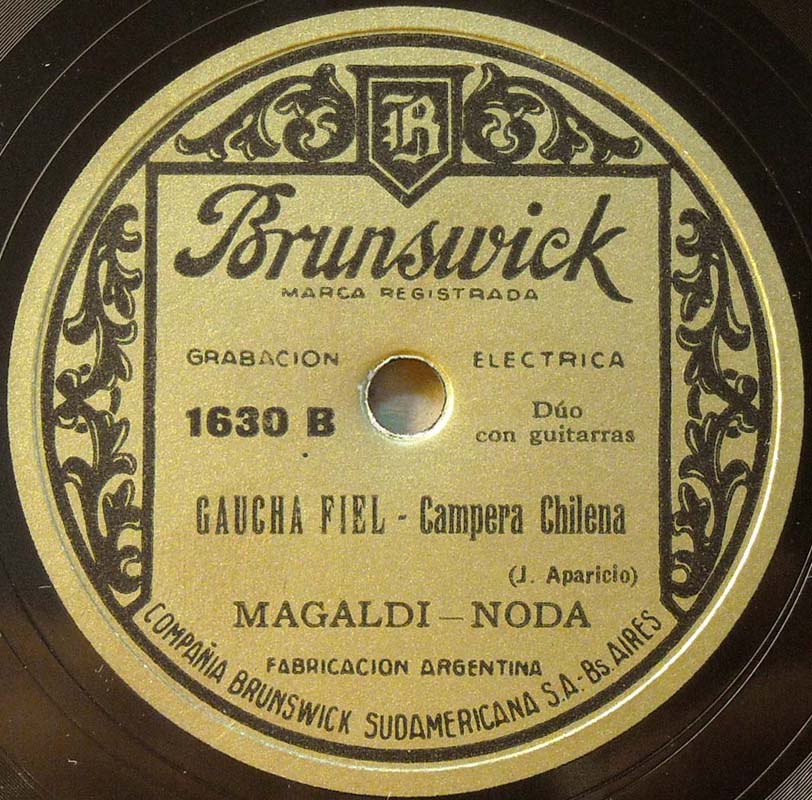 B
Brunswick
MARCA REGISTRADA
GRABACION ELECTRICA
1630 B
Dúo
con guitarras
GAUCHA FIEL - Campera Chilena
(J. Aparicio)
MAGALDI - NODA
FABRICACION ARGENTINA
COMPAÑIA BRUNSWICK SUDAMERICANA S.A.-Bs. AIRES